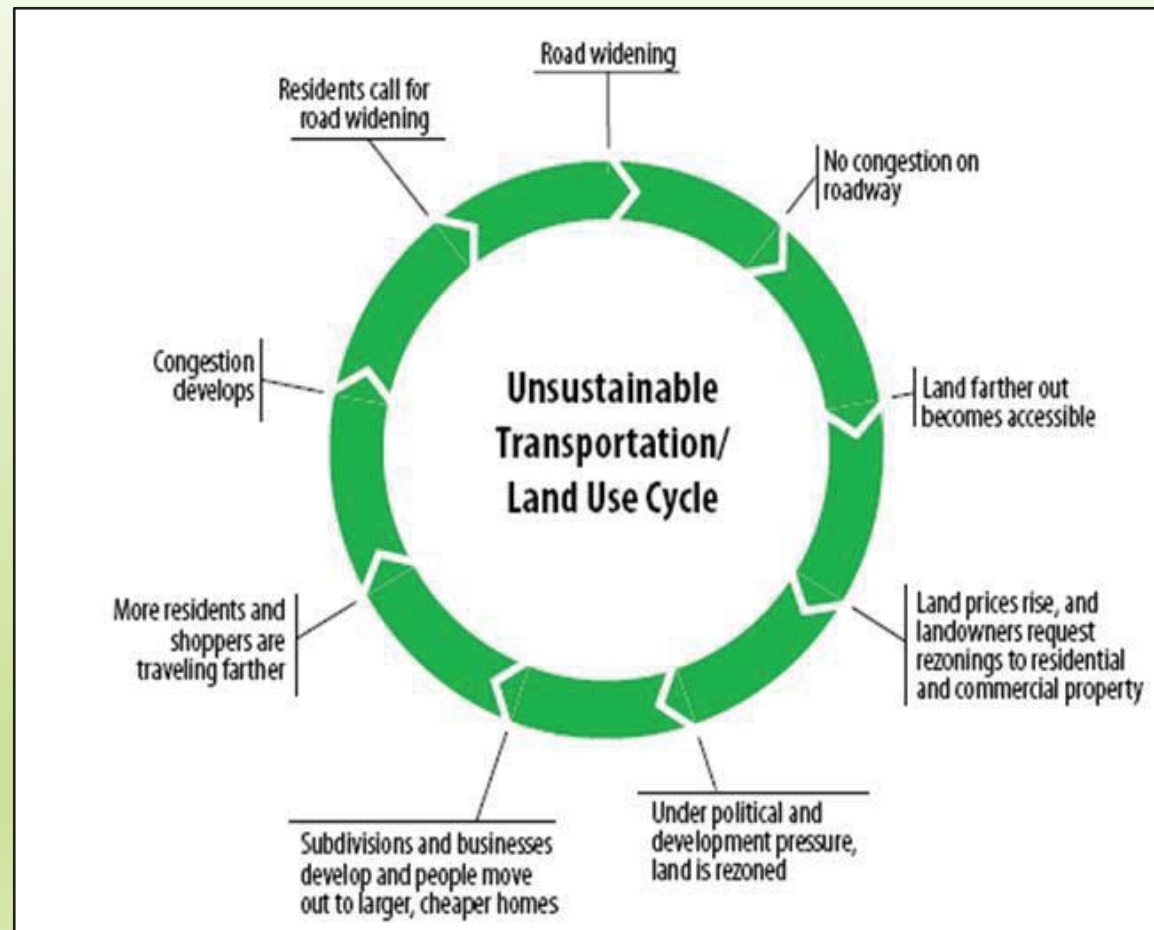 Road widening
No congestion on
roadway
Land farther out
becomes accessible
Land prices rise, and
landowners request
rezonings to residential
and commercial property
Under political and
development pressure,
land is rezoned
Subdivisions and businesses
develop and people move
out to larger, cheaper homes
More residents and
shoppers are
traveling farther
Congestion
develops
Residents call for
road widening
Unsustainable
Transportation/
Land Use Cycle